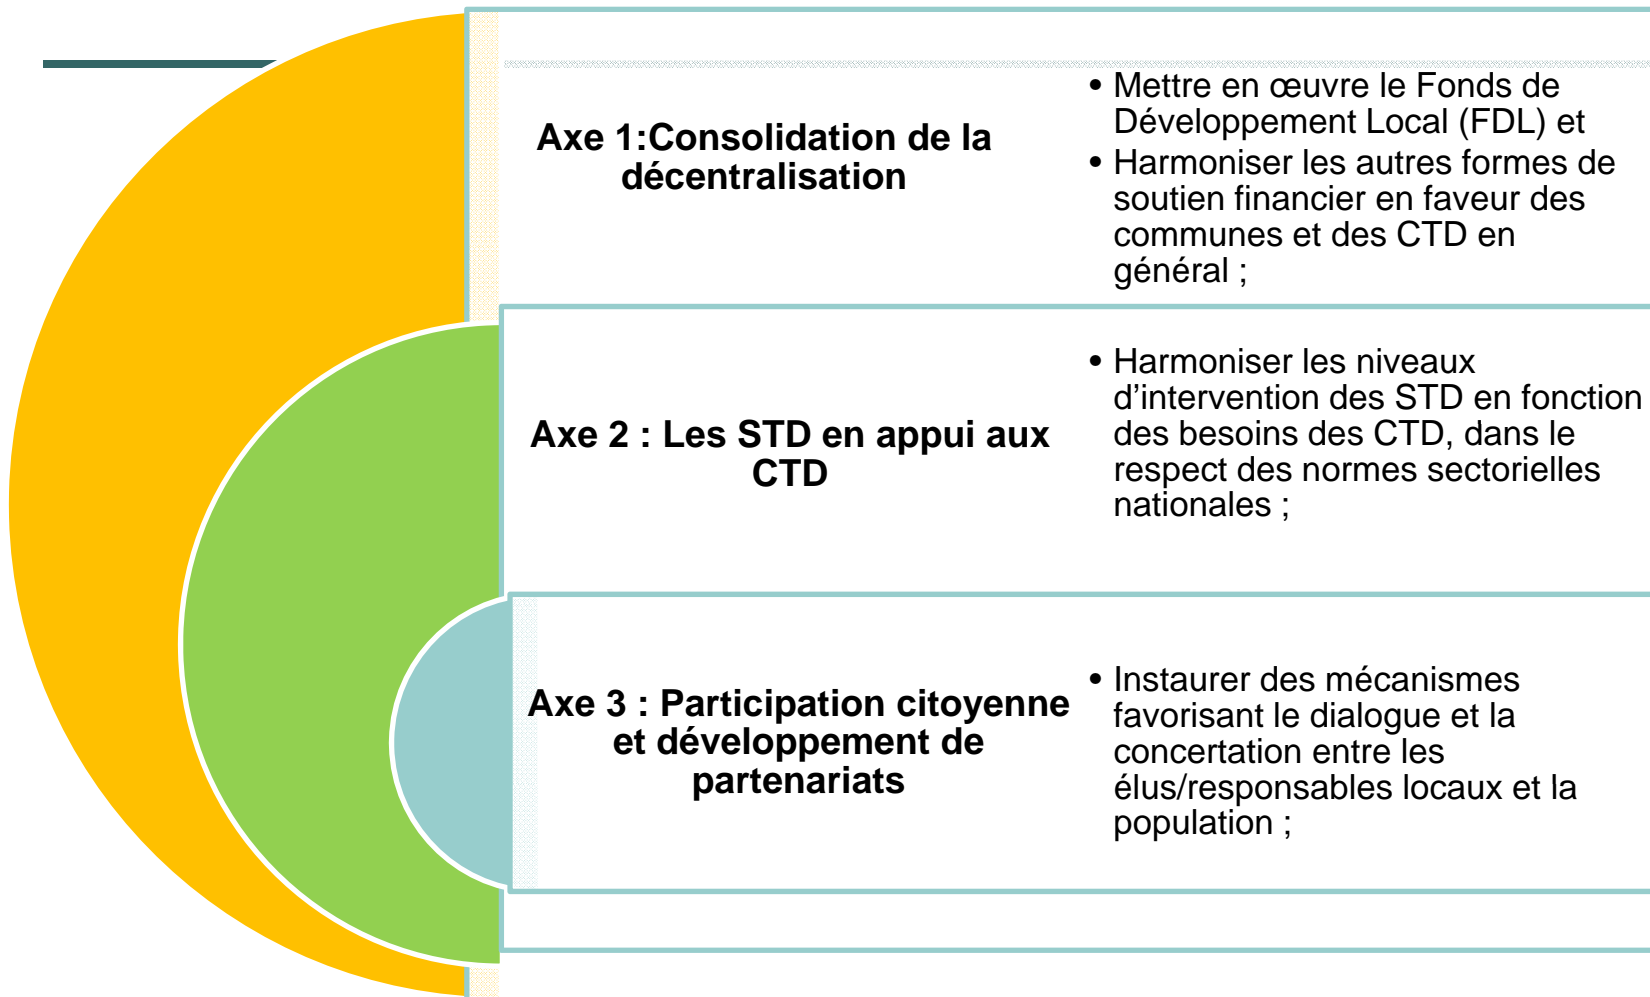 Axe 1:Consolidation de la
décentralisation
• Mettre en œuvre le Fonds de
Développement Local (FDL) et
• Harmoniser les autres formes de
soutien financier en faveur des
communes et des CTD en
général ;
Axe 2 : Les STD en appui aux
CTD
• Harmoniser les niveaux
d’intervention des STD en fonction
des besoins des CTD, dans le
respect des normes sectorielles
nationales ;
Axe 3 : Participation citoyenne
et développement de
partenariats
• Instaurer des mécanismes
favorisant le dialogue et la
concertation entre les
élus/responsables locaux et la
population ;